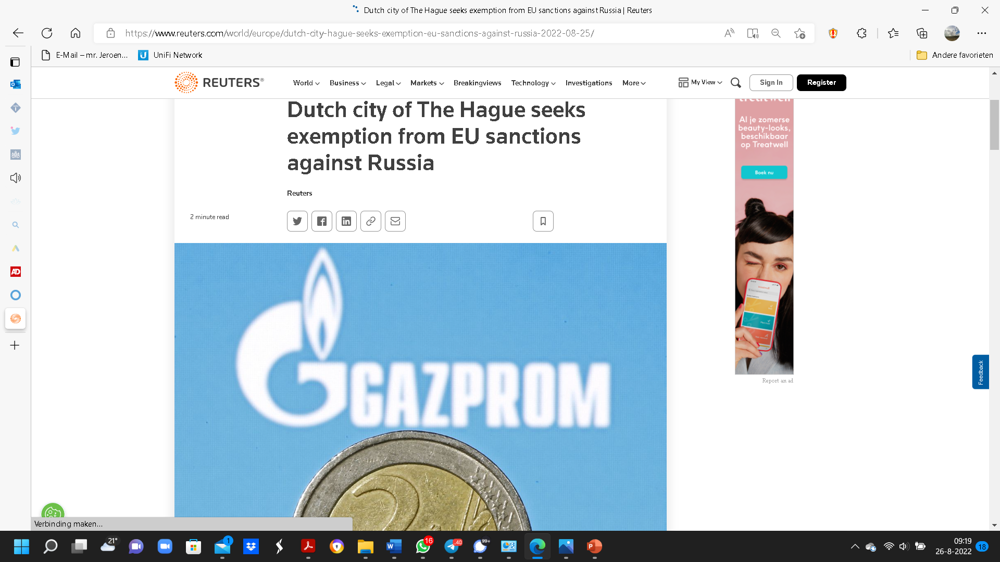 Dutch city of The Hague seeks exemption from EU sanctions against Russia | Reuters
https://www.reuters.com/world/europe/dutch-city-hague-seeks-exemption-eu-sanctions-against-russia-2022-08-25/
E-Mail – mr. Jeroen...
UniFi Network
Andere favorieten
REUTERS®
World
Business
Legal
Markets
Breakingviews
Technology
Investigations
More
My View
Sign In
Register
Dutch city of The Hague seeks
exemption from EU sanctions
against Russia
Reuters
2 minute read
GAZPROM
2
Al je zomerse
beauty-looks,
beschikbaar
op Treatwell
Boek nu
Report an ad
Feedback
AD
Verbinding maken...
21°
1
16
..40
99+
09:19
26-8-2022
18